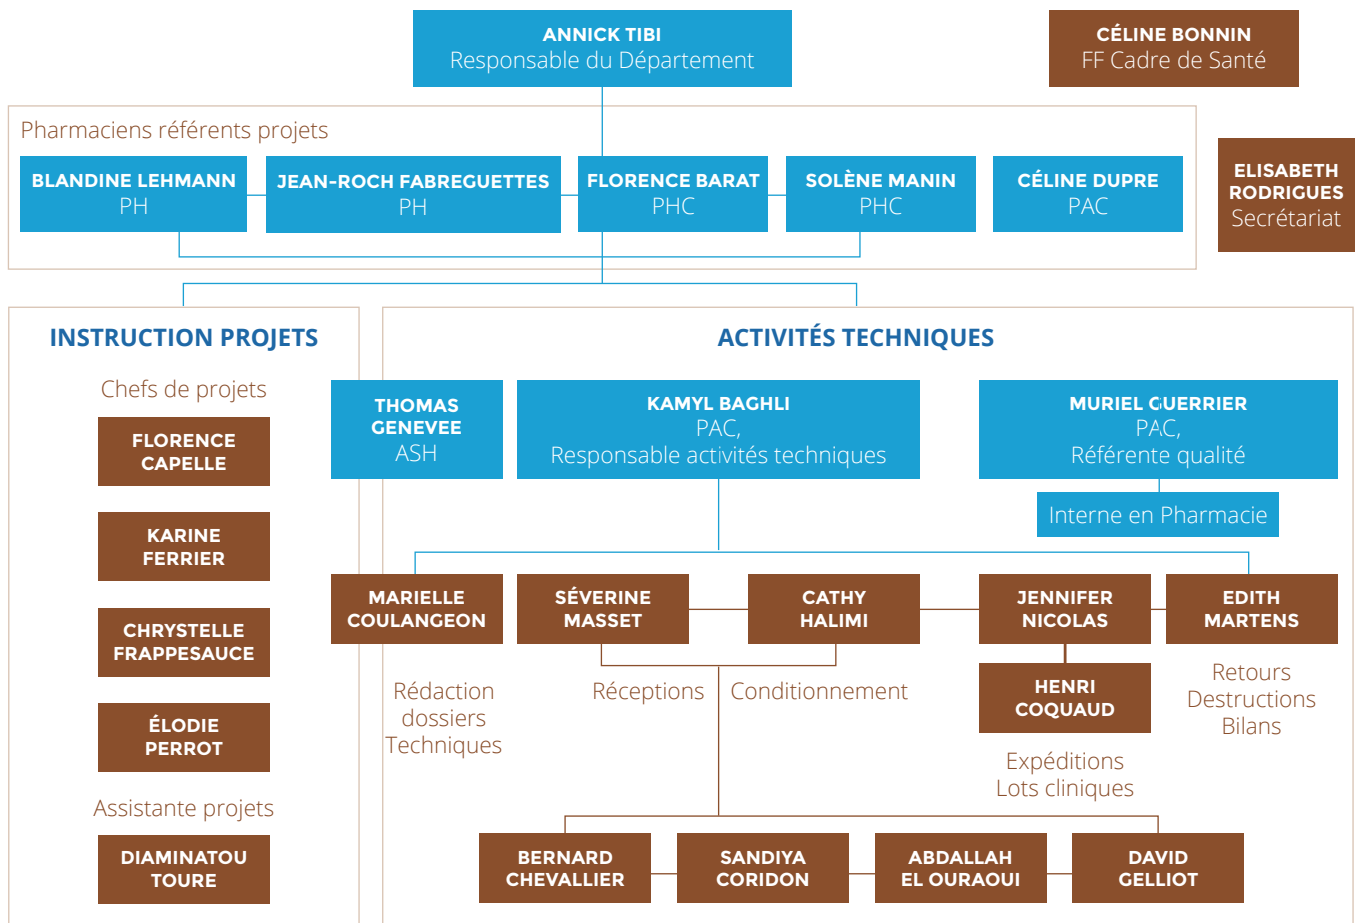 ANNICK TIBI
Responsable du Département
CÉLINE BONNIN
FF Cadre de Santé
Pharmaciens référents projets
BLANDINE LEHMANN
PH
JEAN-ROCH FABREGUETTES
PH
FLORENCE BARAT
PHC
SOLÈNE MANIN
PHC
CÉLINE DUPRE
PAC
ELISABETH
RODRIGUES
Secrétariat
INSTRUCTION PROJETS
Chefs de projets
FLORENCE
CAPELLE
KARINE
FERRIER
CHRYSTELLE
FRAPPESAUCE
ÉLODIE
PERROT
Assistante projets
DIAMINATOU
TOURE
ACTIVITÉS TECHNIQUES
THOMAS
GENEVEE
ASH
KAMYL BAGHLI
PAC,
Responsable activités techniques
MURIEL GUERRIER
PAC,
Référente qualité
Interne en Pharmacie
MARIELLE
COULANGEON
SÉVERINE
MASSET
CATHY
HALIMI
JENNIFER
NICOLAS
EDITH
MARTENS
Rédaction
dossiers
Techniques
Réceptions
Conditionnement
HENRI
COQUAUD
Retours
Destructions
Bilans
Expéditions
Lots cliniques
BERNARD
CHEVALLIER
SANDIYA
CORIDON
ABDALLAH
EL OURAOUI
DAVID
GELLIOT